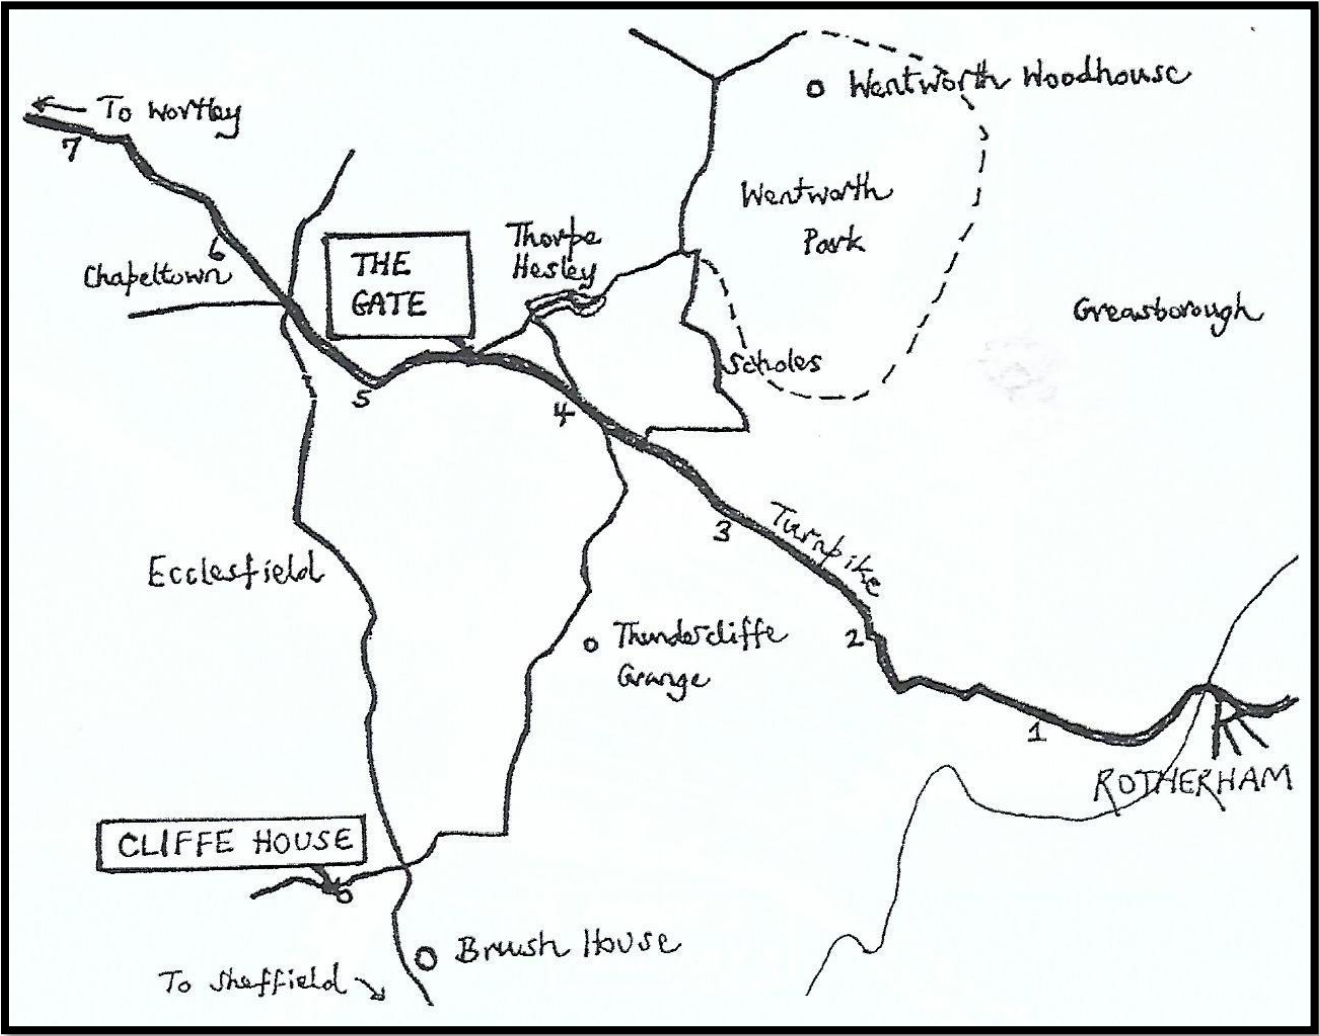 Wentworth Woodhouse
To Wortley
7
Wentworth
Park
6
Thorpe
Hesley
Chapeltown
THE
GATE
Greasborough
Scholes
5
4
3
Turnpike
Ecclesfield
2
Thundercliffe
Grange
1
ROTHERHAM
CLIFFE HOUSE
Brush House
To Sheffield